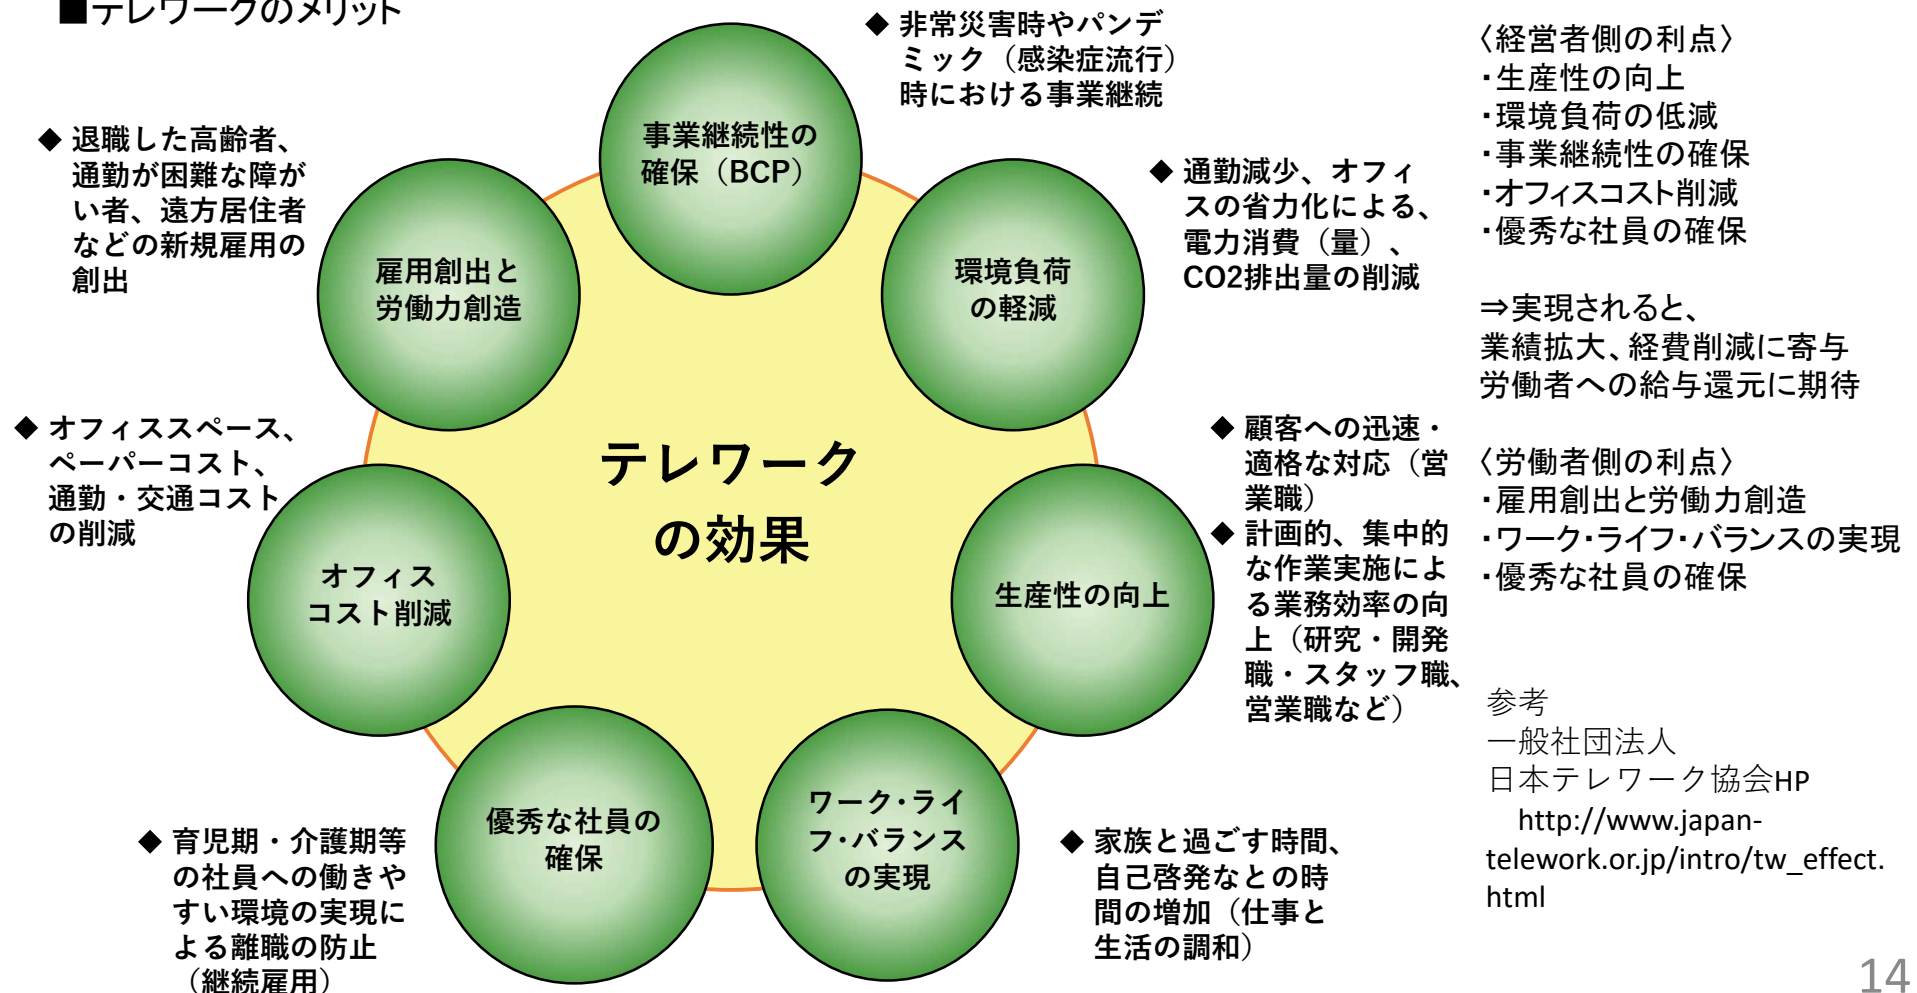 ■テレワークのメリット
◆ 非常災害時やパンデ
ミック（感染症流行）
時における事業継続
事業継続性の
確保（BCP）
◆ 退職した高齢者、
通勤が困難な障が
い者、遠方居住者
などの新規雇用の
創出
雇用創出と
労働力創造
◆ 通勤減少、オフィ
スの省力化による、
電力消費（量）、
CO2排出量の削減
環境負荷
の軽減
◆ オフィススペース、
ペーパーコスト、
通勤・交通コスト
の削減
オフィス
コスト削減
テレワーク
の効果
◆ 顧客への迅速・
適格な対応（営
業職）
◆ 計画的、集中的
な作業実施によ
る業務効率の向
上（研究・開発
職・スタッフ職、
営業職など）
生産性の向上
優秀な社員の
確保
◆ 育児期・介護期等
の社員への働きや
すい環境の実現に
よる離職の防止
（継続雇用）
ワーク・ライ
フ・バランス
の実現
◆ 家族と過ごす時間、
自己啓発なとの時
間の増加（仕事と
生活の調和）
〈経営者側の利点〉
・生産性の向上
・環境負荷の低減
・事業継続性の確保
・オフィスコスト削減
・優秀な社員の確保
⇒実現されると、
業績拡大、経費削減に寄与
労働者への給与還元に期待
〈労働者側の利点〉
・雇用創出と労働力創造
・ワーク・ライフ・バランスの実現
・優秀な社員の確保
参考
一般社団法人
日本テレワーク協会HP
http://www.japan-
telework.or.jp/intro/tw_effect.
html
14